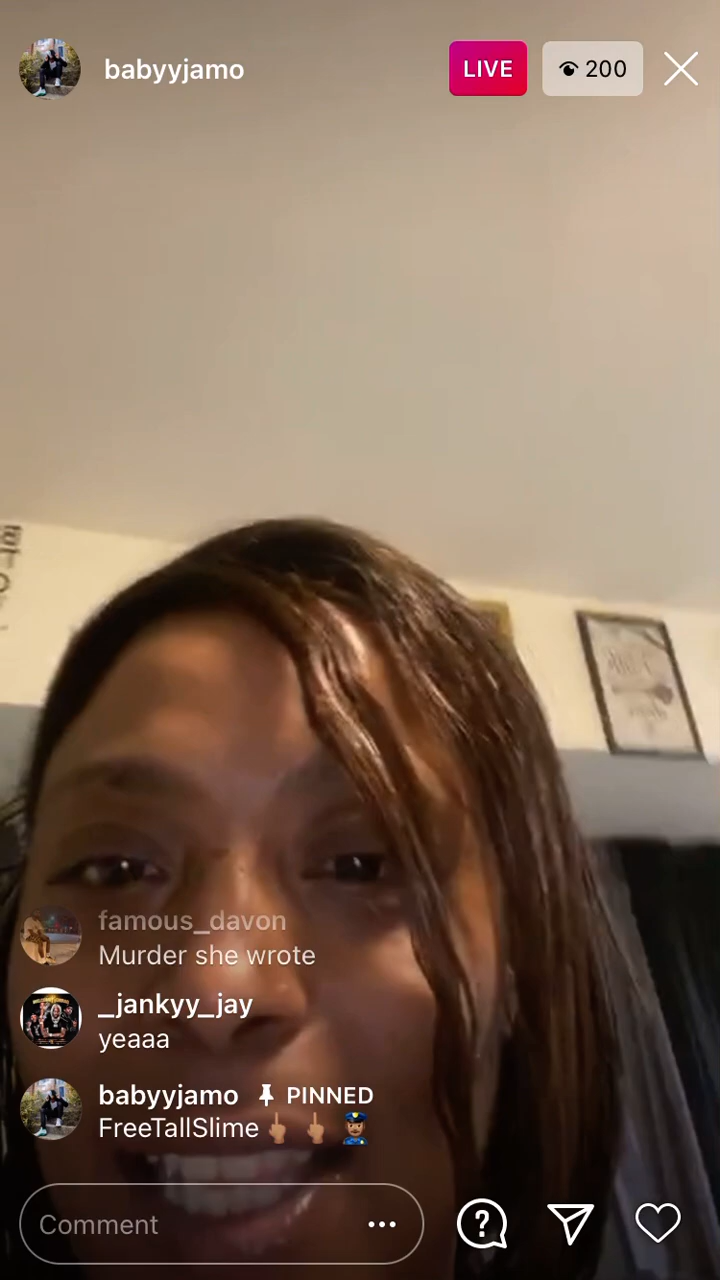 babyyjamo
LIVE
200
famous_davon
Murder she wrote
_jankyy_jay
yeaaa
babyyjamo PINNED
FreeTallSlime🖕🏽🖕🏽👮🏽‍♂️
Comment